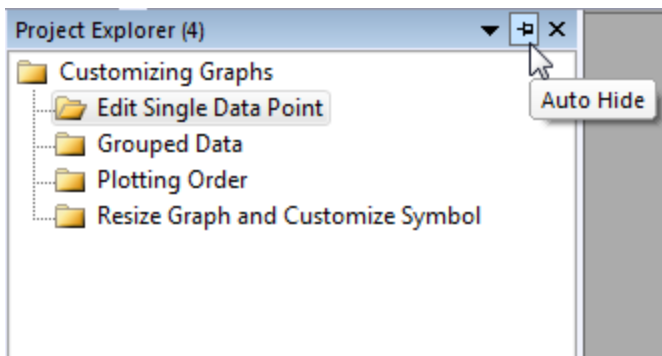 Project Explorer (4)
Customizing Graphs
Edit Single Data Point
Auto Hide
Grouped Data
Plotting Order
Resize Graph and Customize Symbol